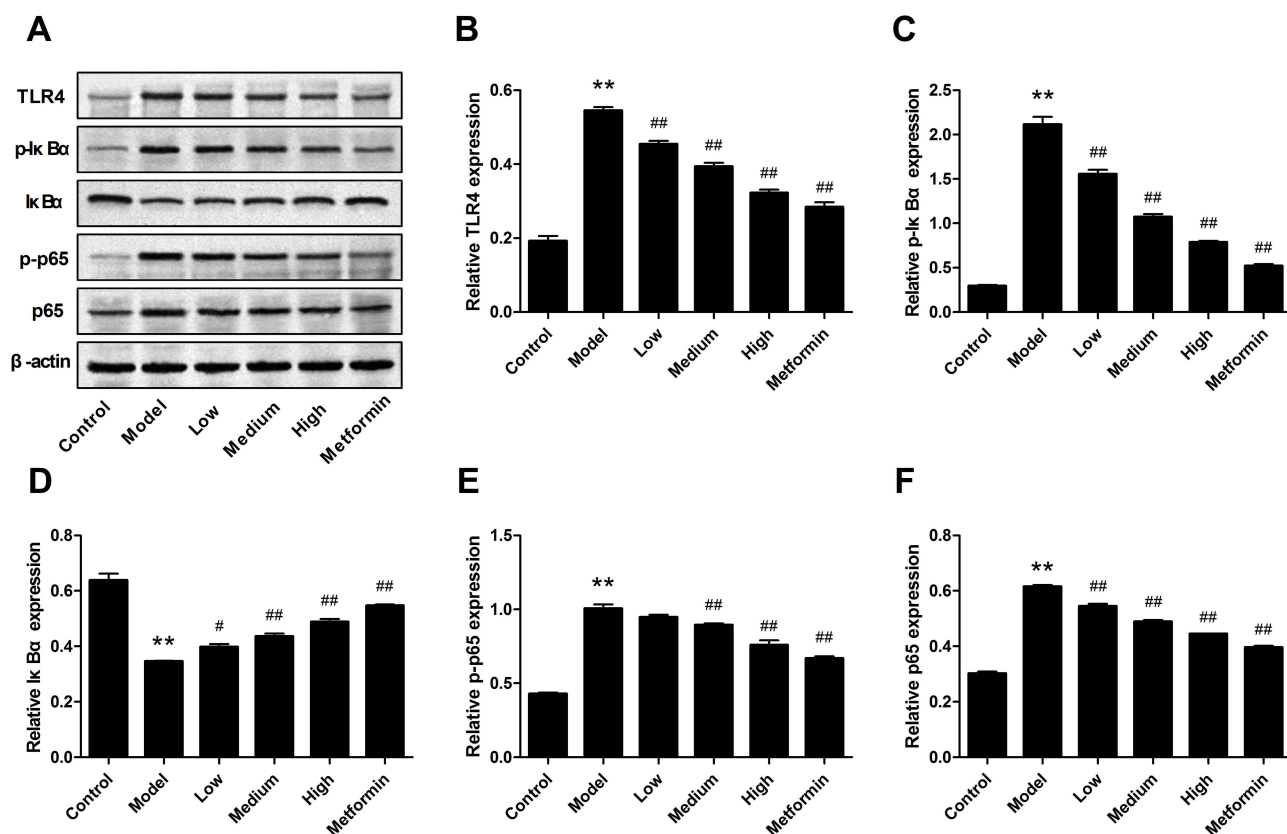 A
TLR4
p-Iκ Bα
Iκ Bα
p-p65
p65
β -actin
Control
Model
Low
Medium
High
Metformin
B
Relative TLR4 expression
0.6
0.4
0.2
0.0
**
##
##
##
##
Control
Model
Low
Medium
High
Metformin
C
Relative p-Iκ Bα expression
2.5
2.0
1.5
1.0
0.5
0.0
**
##
##
##
##
Control
Model
Low
Medium
High
Metformin
D
Relative Iκ Bα expression
0.8
0.6
0.4
0.2
0.0
**
#
##
##
##
Control
Model
Low
Medium
High
Metformin
E
Relative p-p65 expression
1.5
1.0
0.5
0.0
**
##
##
##
Control
Model
Low
Medium
High
Metformin
F
Relative p65 expression
0.8
0.6
0.4
0.2
0.0
**
##
##
##
##
Control
Model
Low
Medium
High
Metformin